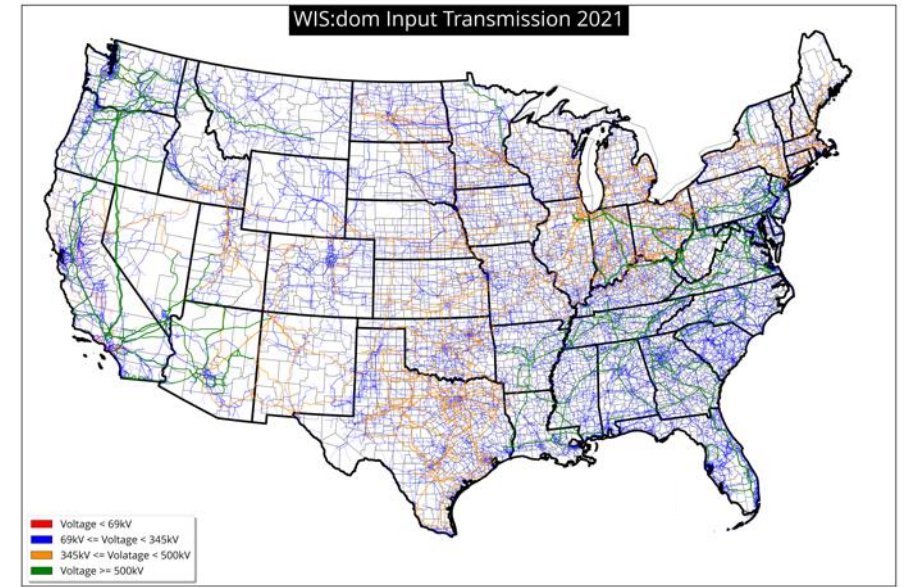 WIS:dom Input Transmission 2021
Voltage < 69kV
69kV <= Voltage < 345kV
345kV <= Volatage < 500kV
Voltage >= 500kV